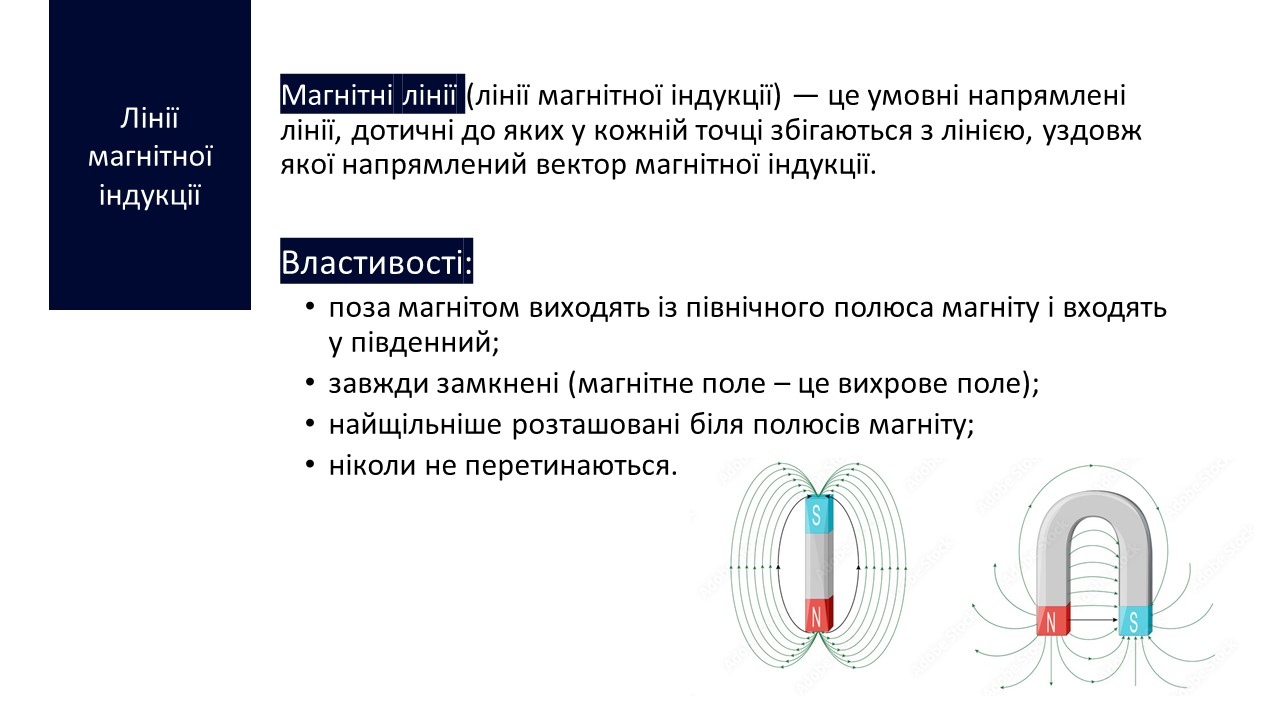 Лінії
магнітної
індукції
Магнітні лінії (лінії магнітної індукції) — це умовні напрямлені
лінії, дотичні до яких у кожній точці збігаються з лінією, уздовж
якої напрямлений вектор магнітної індукції.
Властивості:
• поза магнітом виходять із північного полюса магніту і входять
у південний;
• завжди замкнені (магнітне поле – це вихрове поле);
• найщільніше розташовані біля полюсів магніту;
• ніколи не перетинаються.
S
N
N S